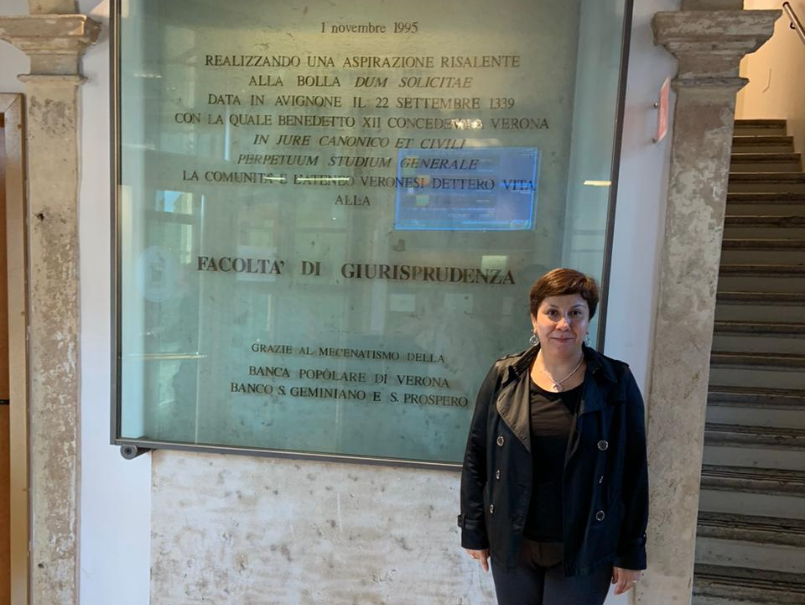 1 novembre 1995
REALIZZANDO UNA ASPIRAZIONE RISALENTE
ALLA BOLLA DUM SOLICITAE
DATA IN AVIGNONE IL 22 SETTEMBRE 1339
CON LA QUALE BENEDETTO XII CONCEDEVA A VERONA
IN JURE CANONICO ET CIVILI
PERPETUUM STUDIUM GENERALE
LA COMUNITÀ E L'ATENEO VERONESI DETTERO VITA
ALLA
FACOLTA' DI GIURISPRUDENZA
GRAZIE AL MECENATISMO DELLA
BANCA POPOLARE DI VERONA
BANCO S. GEMINIANO E S. PROSPERO